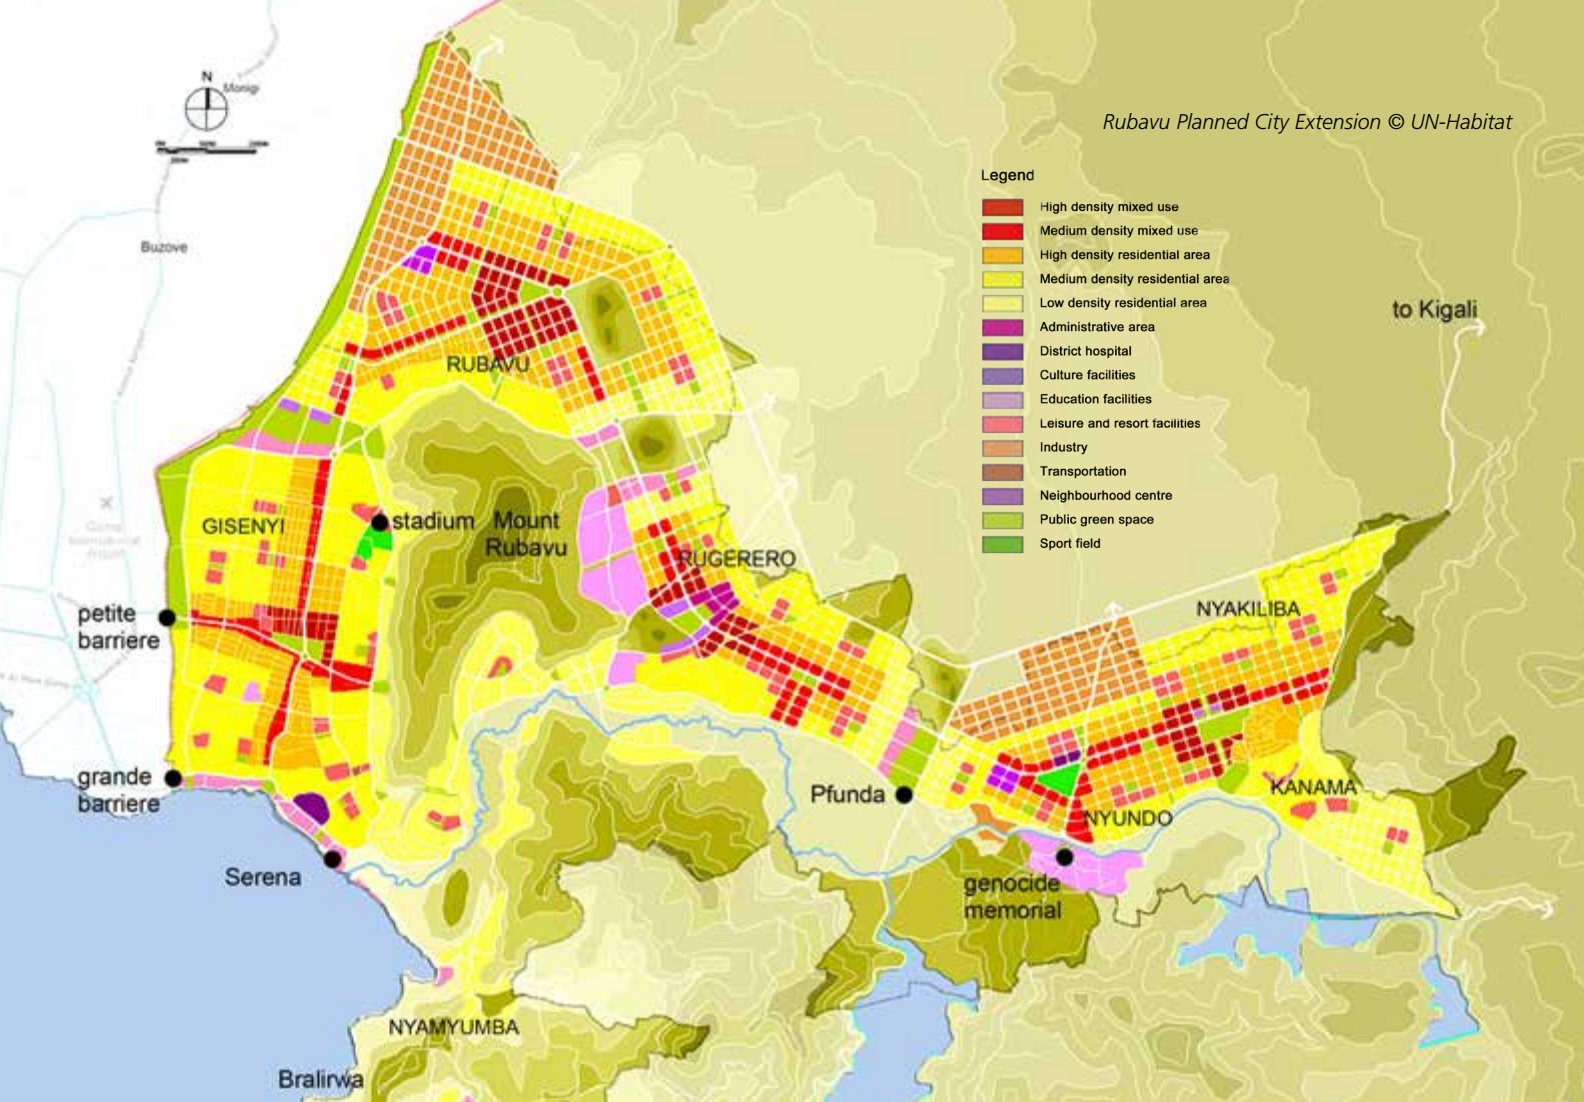 N
Monigi
Buzove
Rubavu Planned City Extension © UN-Habitat
Legend
High density mixed use
Medium density mixed use
High density residential area
Medium density residential area
Low density residential area
Administrative area
District hospital
Culture facilities
Education facilities
Leisure and resort facilities
Industry
Transportation
Neighbourhood centre
Public green space
Sport field
to Kigali
RUBAVU
GISENYI
stadium
Mount
Rubavu
RUGERERO
NYAKILIBA
petite
barriere
grande
barriere
Serena
Pfunda
KANAMA
NYUNDO
genocide
memorial
NYAMYUMBA
Bralirwa